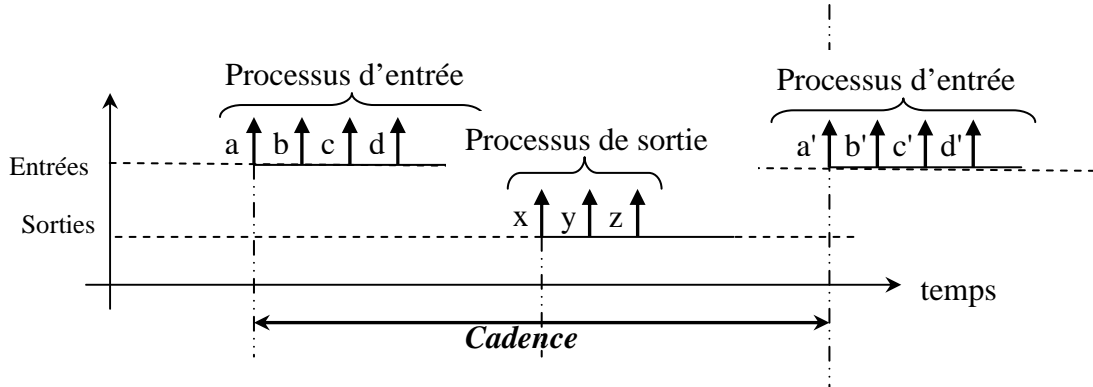 Processus d'entrée
Processus d'entrée
a b c d
Processus de sortie
a' b' c' d'
Entrées
x y z
Sorties
temps
Cadence